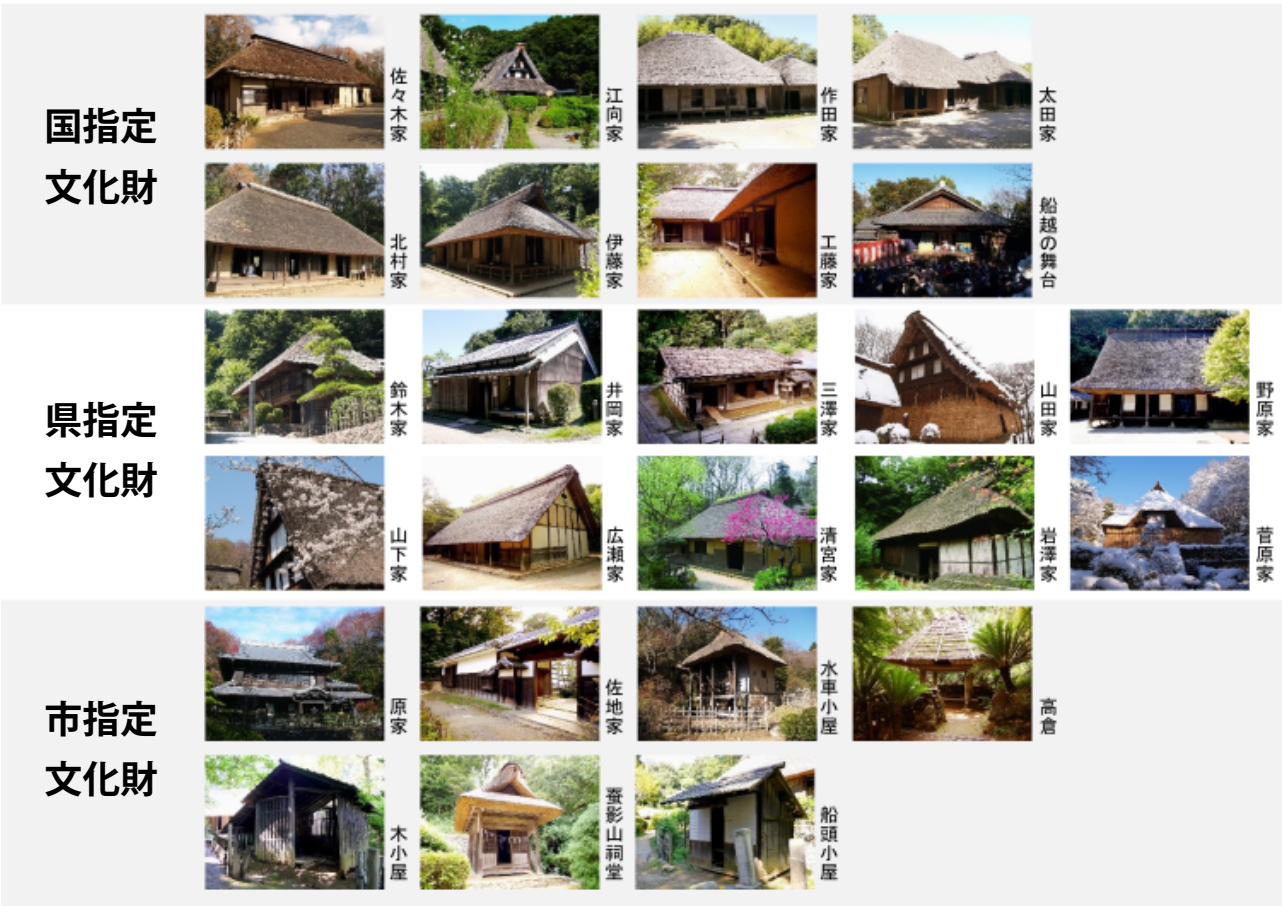 国指定
文化財
佐々木家
江向家
作田家
太田家
北村家
伊藤家
工藤家
船越の舞台
県指定
文化財
鈴木家
井岡家
三澤家
山田家
野原家
山下家
広瀬家
清宮家
岩澤家
菅原家
市指定
文化財
原家
佐地家
水車小屋
高倉
木小屋
蚕影山祠堂
船頭小屋